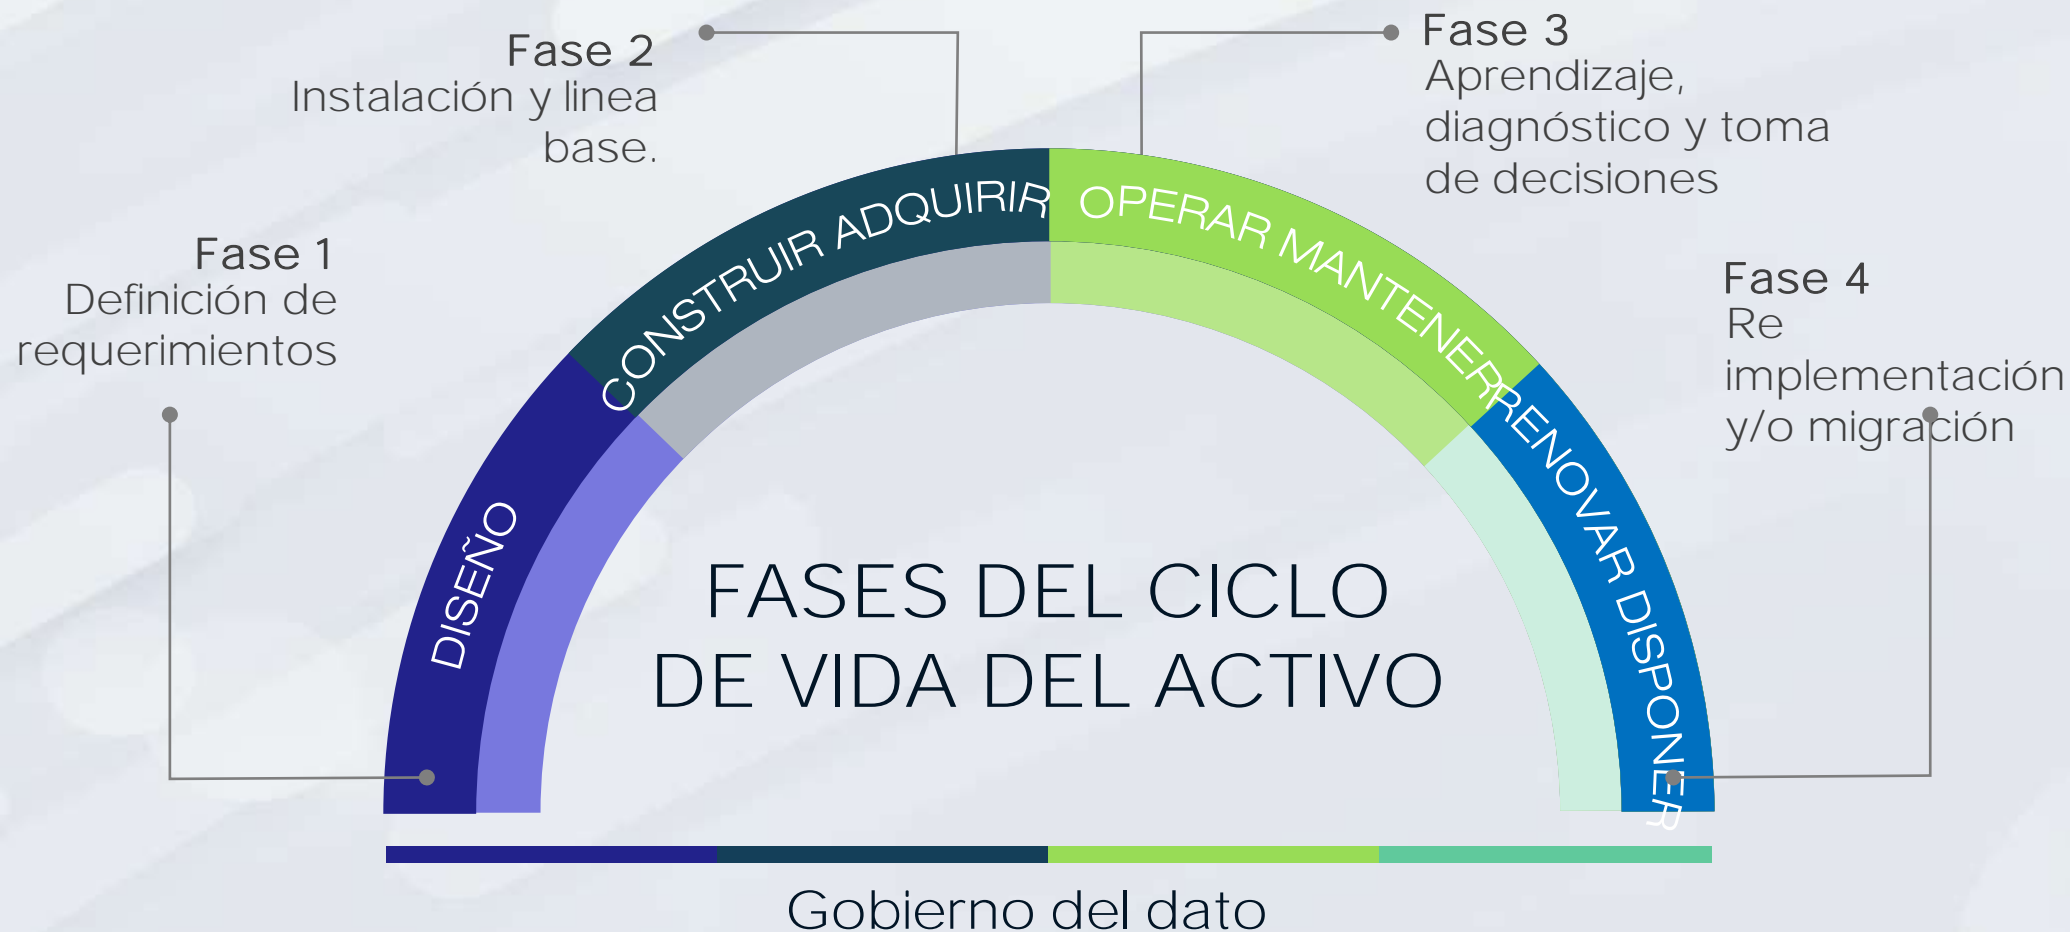 Fase 1
Definición de
requerimientos
Fase 2
Instalación y linea
base.
Fase 3
Aprendizaje,
diagnóstico y toma
de decisiones
Fase 4
Re
implementación
y/o migración
DISEÑO
CONSTRUIR ADQUIRIR
OPERAR MANTENER
RENOVAR DISPONER
FASES DEL CICLO
DE VIDA DEL ACTIVO
Gobierno del dato